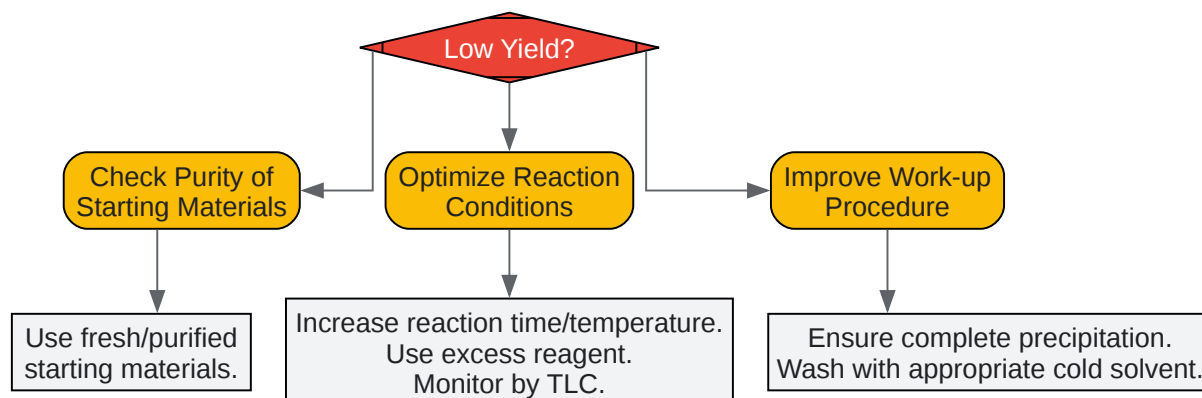 Low Yield?
Check Purity of
Starting Materials
Optimize Reaction
Conditions
Improve Work-up
Procedure
Use fresh/purified
starting materials.
Increase reaction time/temperature.
Use excess reagent.
Monitor by TLC.
Ensure complete precipitation.
Wash with appropriate cold solvent.